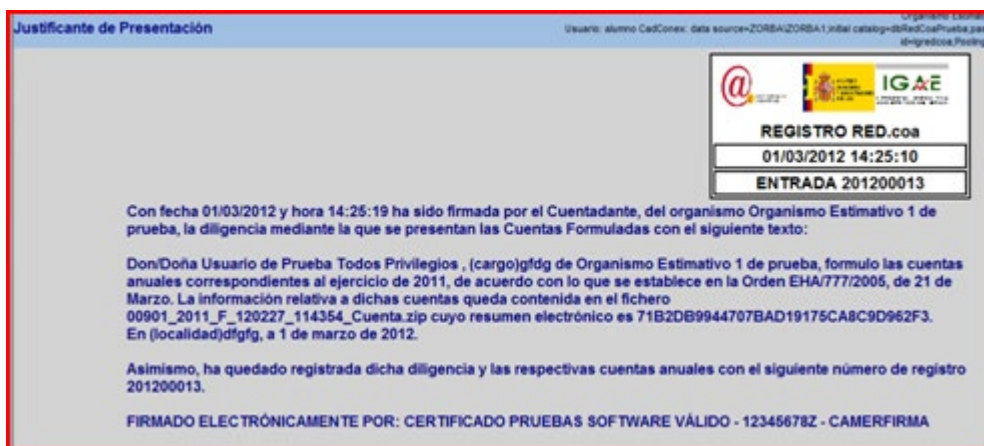 Justificante de Presentación
Usuario: alumno CadConex: data source=ZORBA\ZORBA1;initial catalog=dbRedCoaPrueba;
@
IGAE
REGISTRO RED.coa
01/03/2012 14:25:10
ENTRADA 201200013
Con fecha 01/03/2012 y hora 14:25:19 ha sido firmada por el Cuentadante, del organismo Organismo Estimativo 1 de
prueba, la diligencia mediante la que se presentan las Cuentas Formuladas con el siguiente texto:
Don/Doña Usuario de Prueba Todos Privilegios , (cargo)gfdg de Organismo Estimativo 1 de prueba, formulo las cuentas
anuales correspondientes al ejercicio de 2011, de acuerdo con lo que se establece en la Orden EHA/777/2005, de 21 de
Marzo. La información relativa a dichas cuentas queda contenida en el fichero
00901_2011_F_120227_114354_Cuenta.zip cuyo resumen electrónico es 71B2DB9944707BAD19175CA8C9D962F3.
En (localidad)dfgfg, a 1 de marzo de 2012.
Asimismo, ha quedado registrada dicha diligencia y las respectivas cuentas anuales con el siguiente número de registro
201200013.
FIRMADO ELECTRÓNICAMENTE POR: CERTIFICADO PRUEBAS SOFTWARE VÁLIDO - 12345678Z - CAMERFIRMA